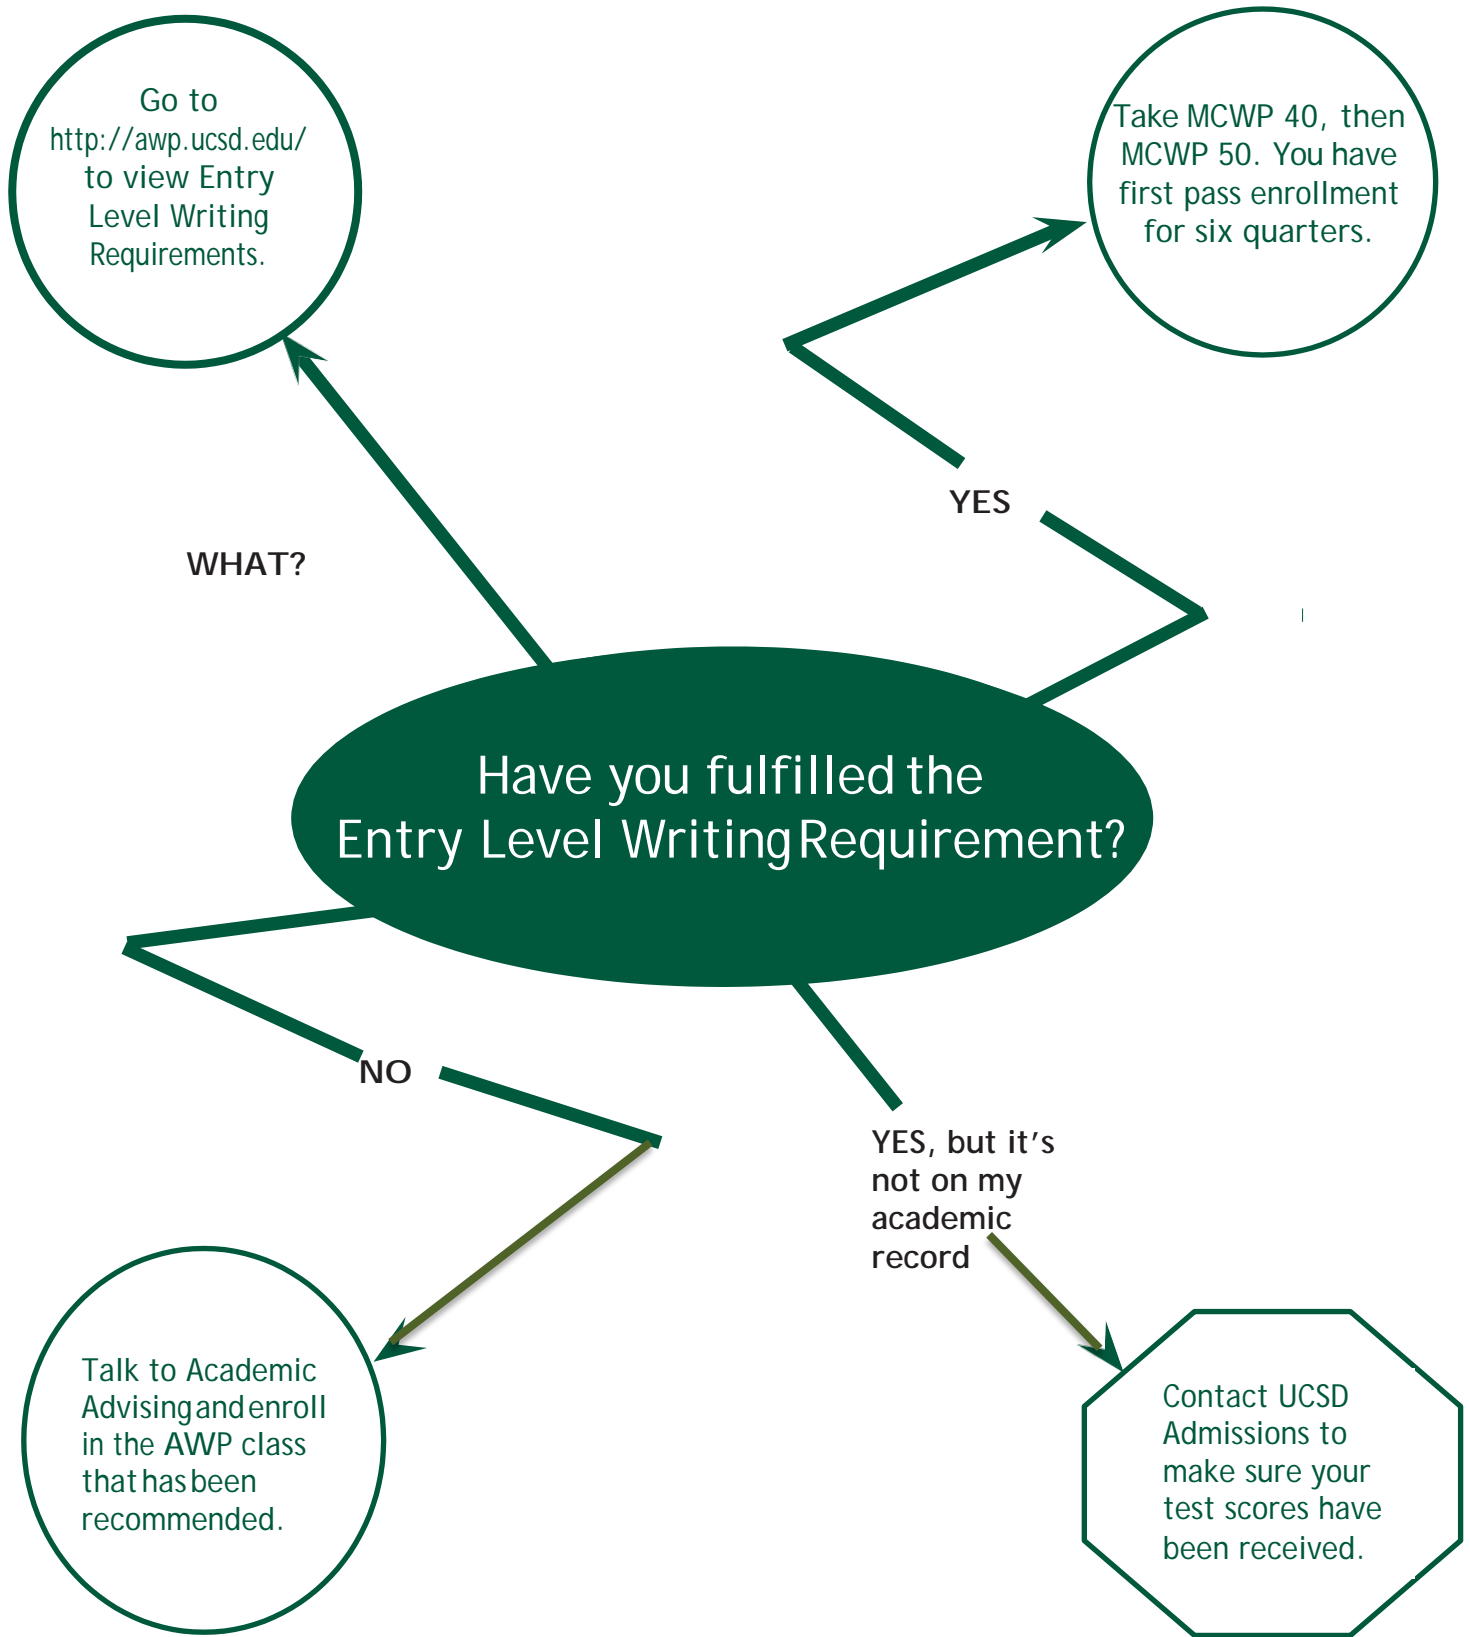 Go to
http://awp.ucsd.edu/
to view Entry
Level Writing
Requirements.
Take MCWP 40, then
MCWP 50. You have
first pass enrollment
for six quarters.
YES
WHAT?
Have you fulfilled the
Entry Level Writing Requirement?
NO
YES, but it's
not on my
academic
record
Talk to Academic
Advising and enroll
in the AWP class
that has been
recommended.
Contact UCSD
Admissions to
make sure your
test scores have
been received.